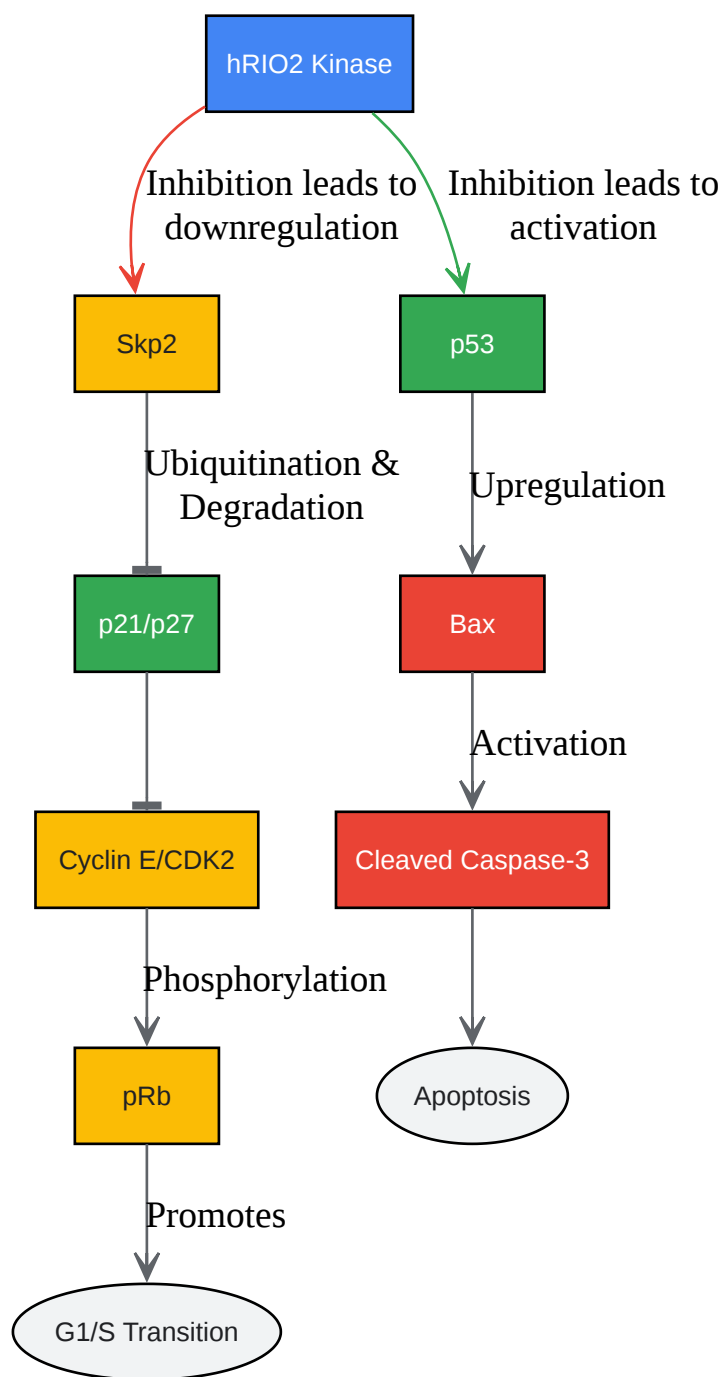 hRIO2 Kinase
Inhibition leads to
downregulation
Inhibition leads to
activation
Skp2
p53
Ubiquitination &
Degradation
Upregulation
p21/p27
Bax
Activation
Cyclin E/CDK2
Cleaved Caspase-3
Phosphorylation
pRb
Apoptosis
Promotes
G1/S Transition